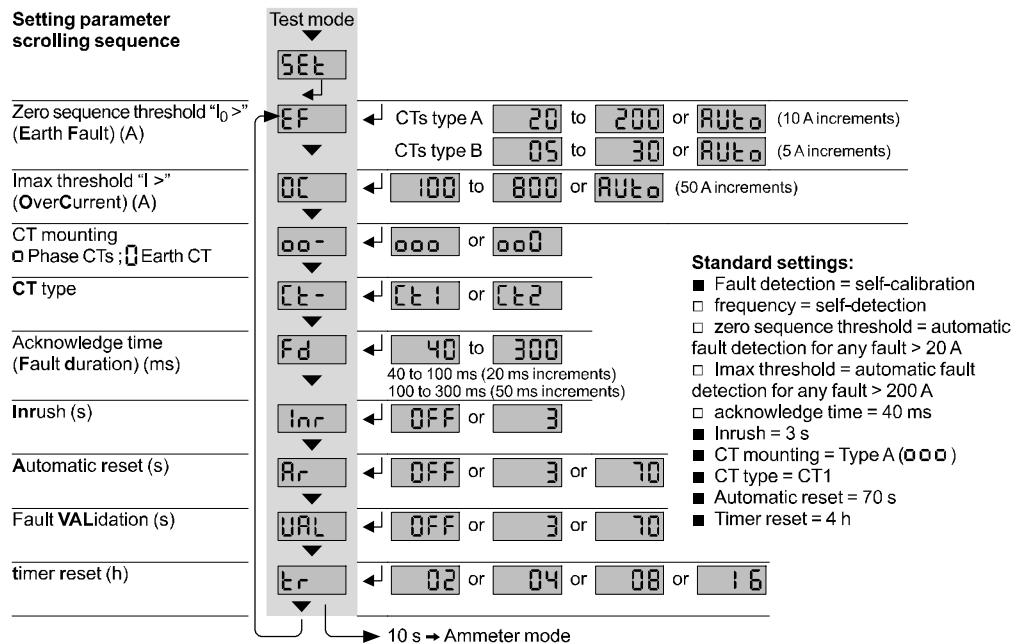 Setting parameter
scrolling sequence
Test mode
SEt
Zero sequence threshold “I0 >”
(Earth Fault) (A)
EF
CTs type A 20 to 200 or AUto (10 A increments)
CTs type B 05 to 30 or AUto (5 A increments)
Imax threshold “I >”
(OverCurrent) (A)
OC
100 to 800 or AUto (50 A increments)
CT mounting
Phase CTs ; Earth CT
oo-
ooo or oo0
CT type
Ct-
Ct1 or Ct2
Acknowledge time
(Fault duration) (ms)
Fd
40 to 300
40 to 100 ms (20 ms increments)
100 to 300 ms (50 ms increments)
Inrush (s)
Inr
OFF or 3
Automatic reset (s)
Ar
OFF or 3 or 70
Fault VALidation (s)
UAL
OFF or 3 or 70
timer reset (h)
tr
02 or 04 or 08 or 16
10 s → Ammeter mode
Standard settings:
■ Fault detection = self-calibration
□ frequency = self-detection
□ zero sequence threshold = automatic
fault detection for any fault > 20 A
□ Imax threshold = automatic fault
detection for any fault > 200 A
□ acknowledge time = 40 ms
■ Inrush = 3 s
■ CT mounting = Type A (ooo)
■ CT type = CT1
■ Automatic reset = 70 s
■ Timer reset = 4 h